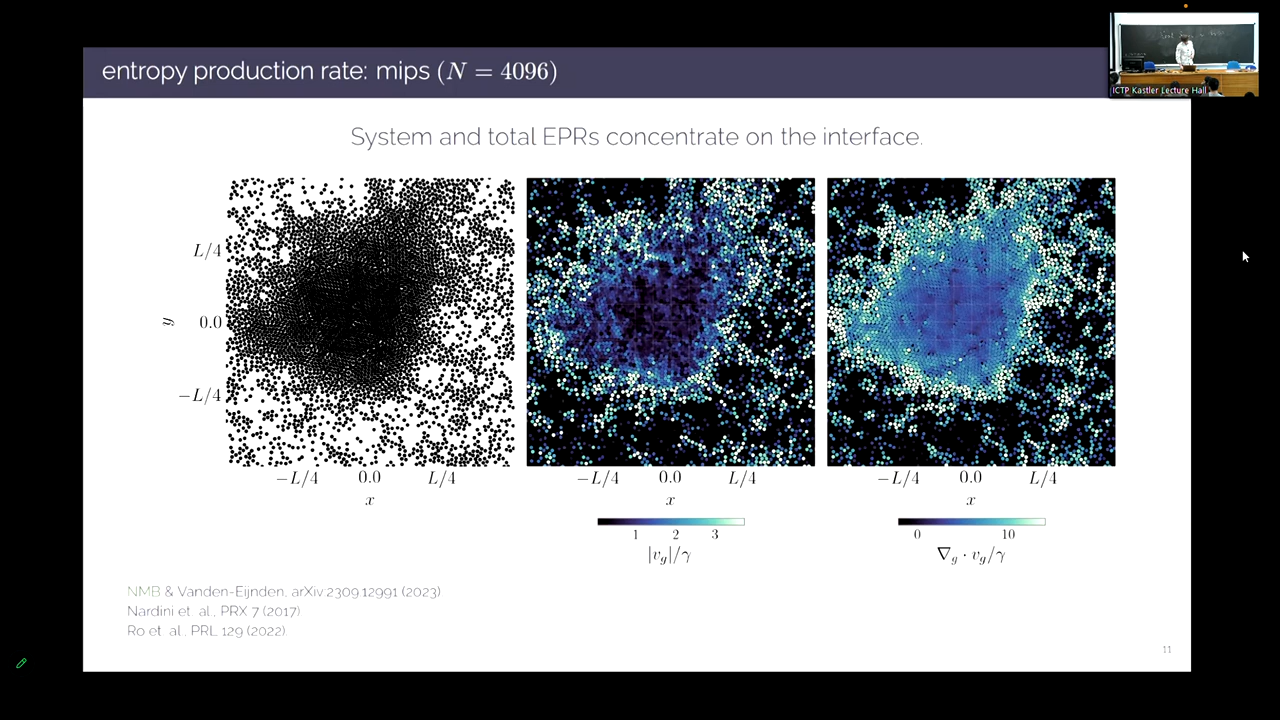 entropy production rate: mips (N = 4096)
ICTP Kastler Lecture Hall
System and total EPRs concentrate on the interface.
L/4
y
0.0
−L/4
−L/4 0.0 L/4
x
−L/4 0.0 L/4
x
−L/4 0.0 L/4
x
1 2 3
|v_g|/γ
0 10
∇_g · v_g/γ
NMB & Vanden-Eijnden, arXiv 2309.12991 (2023)
Nardini et. al., PRX 7 (2017)
Ro et. al., PRL 129 (2022).
11